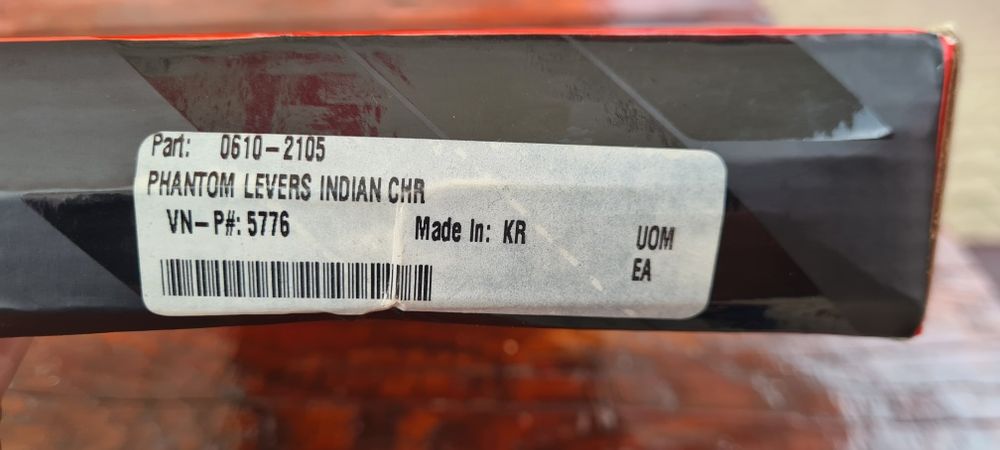 Part: 0610-2105
PHANTOM LEVERS INDIAN CHR
VN-P#: 5776
Made In: KR
UOM
EA